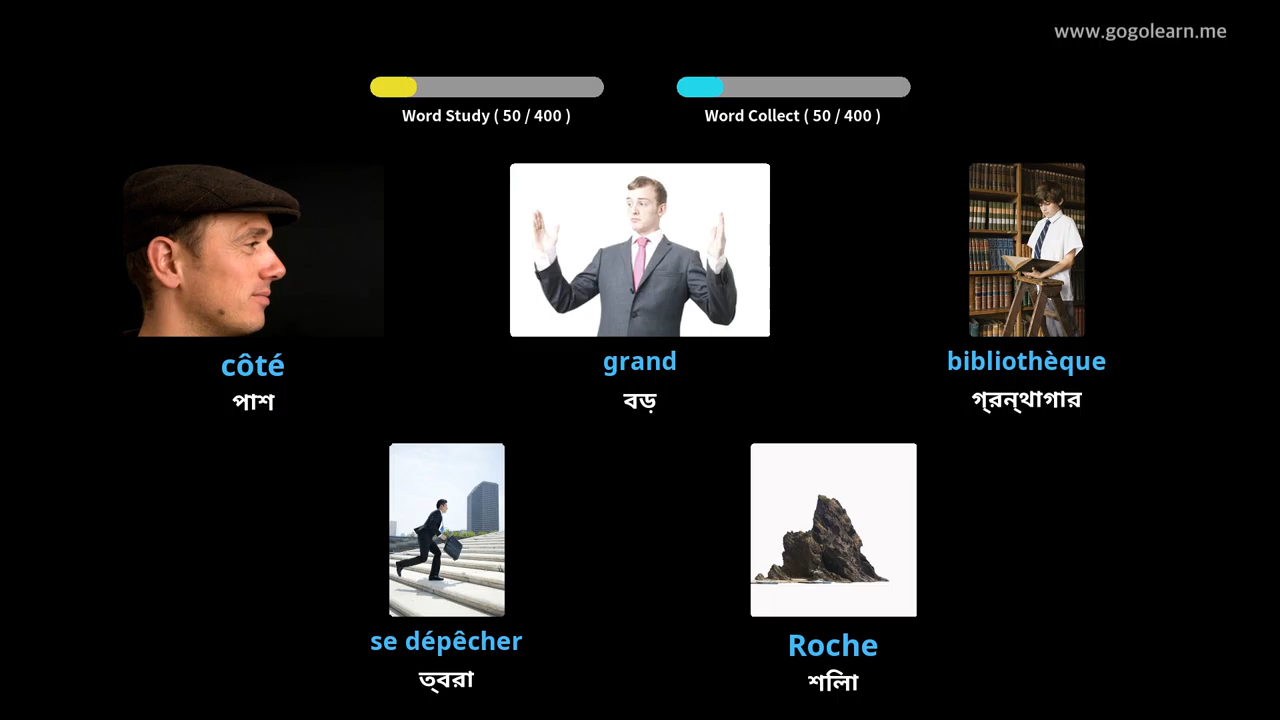 www.gogolearn.me
Word Study ( 50 / 400 )
Word Collect ( 50 / 400 )
côté
পাশ
grand
বড়
bibliothèque
গ্রন্থাগার
se dépêcher
ত্বরা
Roche
শিলা